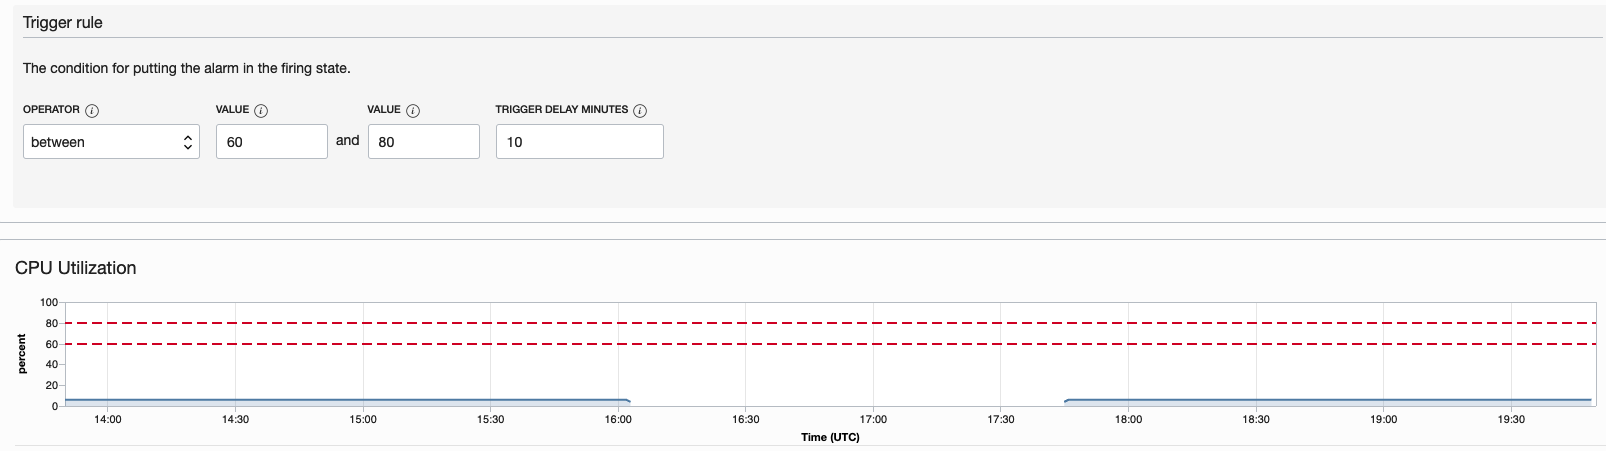 Trigger rule
The condition for putting the alarm in the firing state.
OPERATOR i VALUE i VALUE i TRIGGER DELAY MINUTES i
between 60 and 80 10
CPU Utilization
100
80
60
40
20
0
percent
14:00 14:30 15:00 15:30 16:00 16:30 17:00 17:30 18:00 18:30 19:00 19:30
Time (UTC)